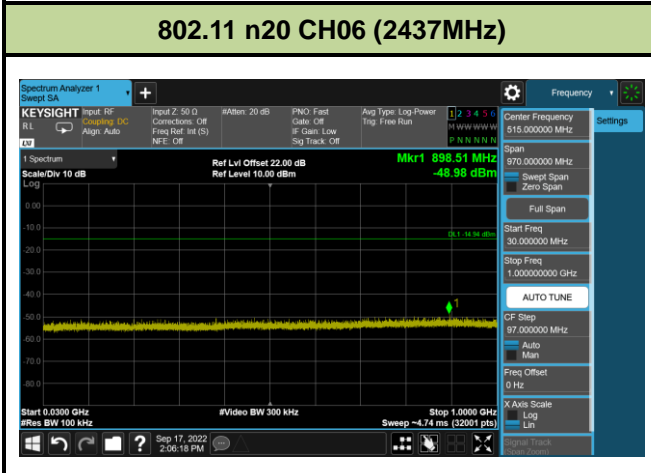 802.11 n20 CH06 (2437MHz)
Spectrum Analyzer 1
Swept SA
+
Frequency
KEYSIGHT
RL
Input: RF
Coupling: DC
Align: Auto
Input Z: 50 Ω
Corrections: Off
Freq Ref: Int (S)
NFE: Off
#Atten: 20 dB
PNO: Fast
Gate: Off
IF Gain: Low
Sig Track: Off
Avg Type: Log-Power
Trig: Free Run
1 2 3 4 5 6
M W W W W W
P N N N N N
1 Spectrum
Scale/Div 10 dB
Log
Ref Lvl Offset 22.00 dB
Ref Level 10.00 dBm
Mkr1 898.51 MHz
-48.98 dBm
0.00
-10.0
DL1 -14.94 dBm
-20.0
-30.0
-40.0
1
-50.0
-60.0
-70.0
-80.0
Start 0.0300 GHz
#Res BW 100 kHz
#Video BW 300 kHz
Stop 1.0000 GHz
Sweep ~4.74 ms (32001 pts)
Center Frequency
515.000000 MHz
Settings
Span
970.000000 MHz
Swept Span
Zero Span
Full Span
Start Freq
30.000000 MHz
Stop Freq
1.000000000 GHz
AUTO TUNE
CF Step
97.000000 MHz
Auto
Man
Freq Offset
0 Hz
X Axis Scale
Log
Lin
Signal Track
(Span Zoom)
?
Sep 17, 2022
2:06:18 PM